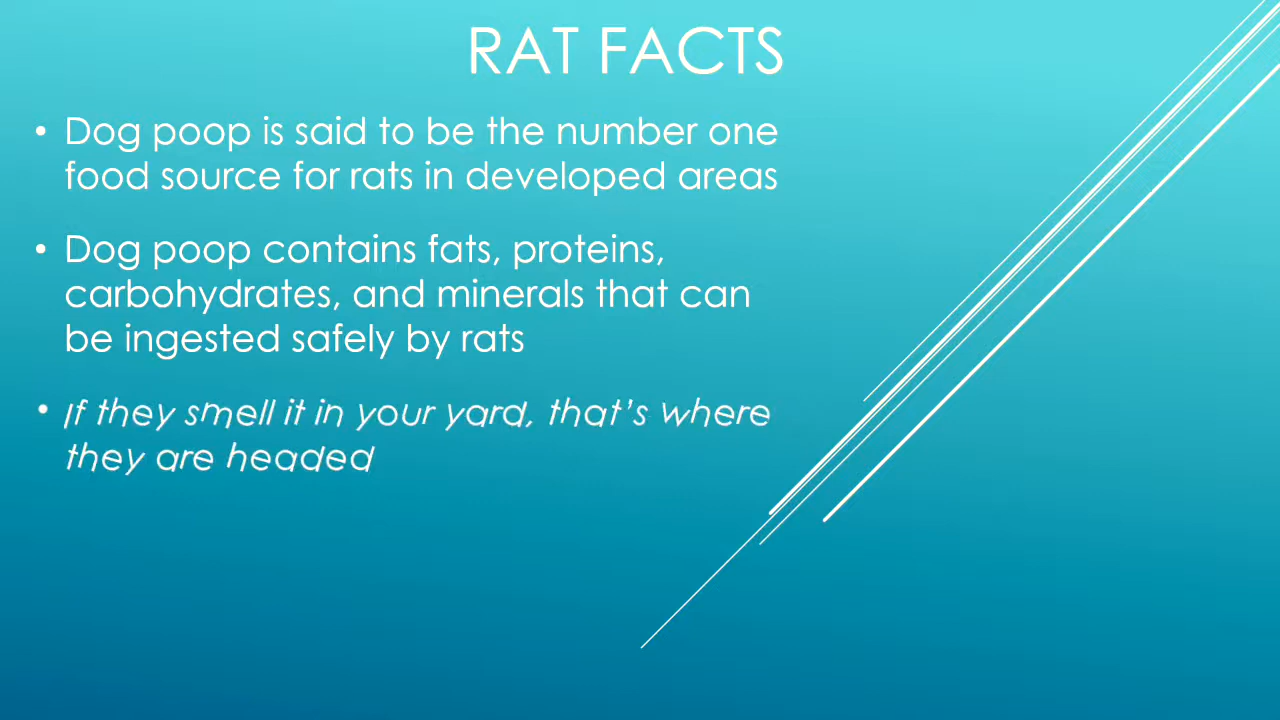 RAT FACTS
• Dog poop is said to be the number one
food source for rats in developed areas
• Dog poop contains fats, proteins,
carbohydrates, and minerals that can
be ingested safely by rats
• If they smell it in your yard, that's where
they are headed